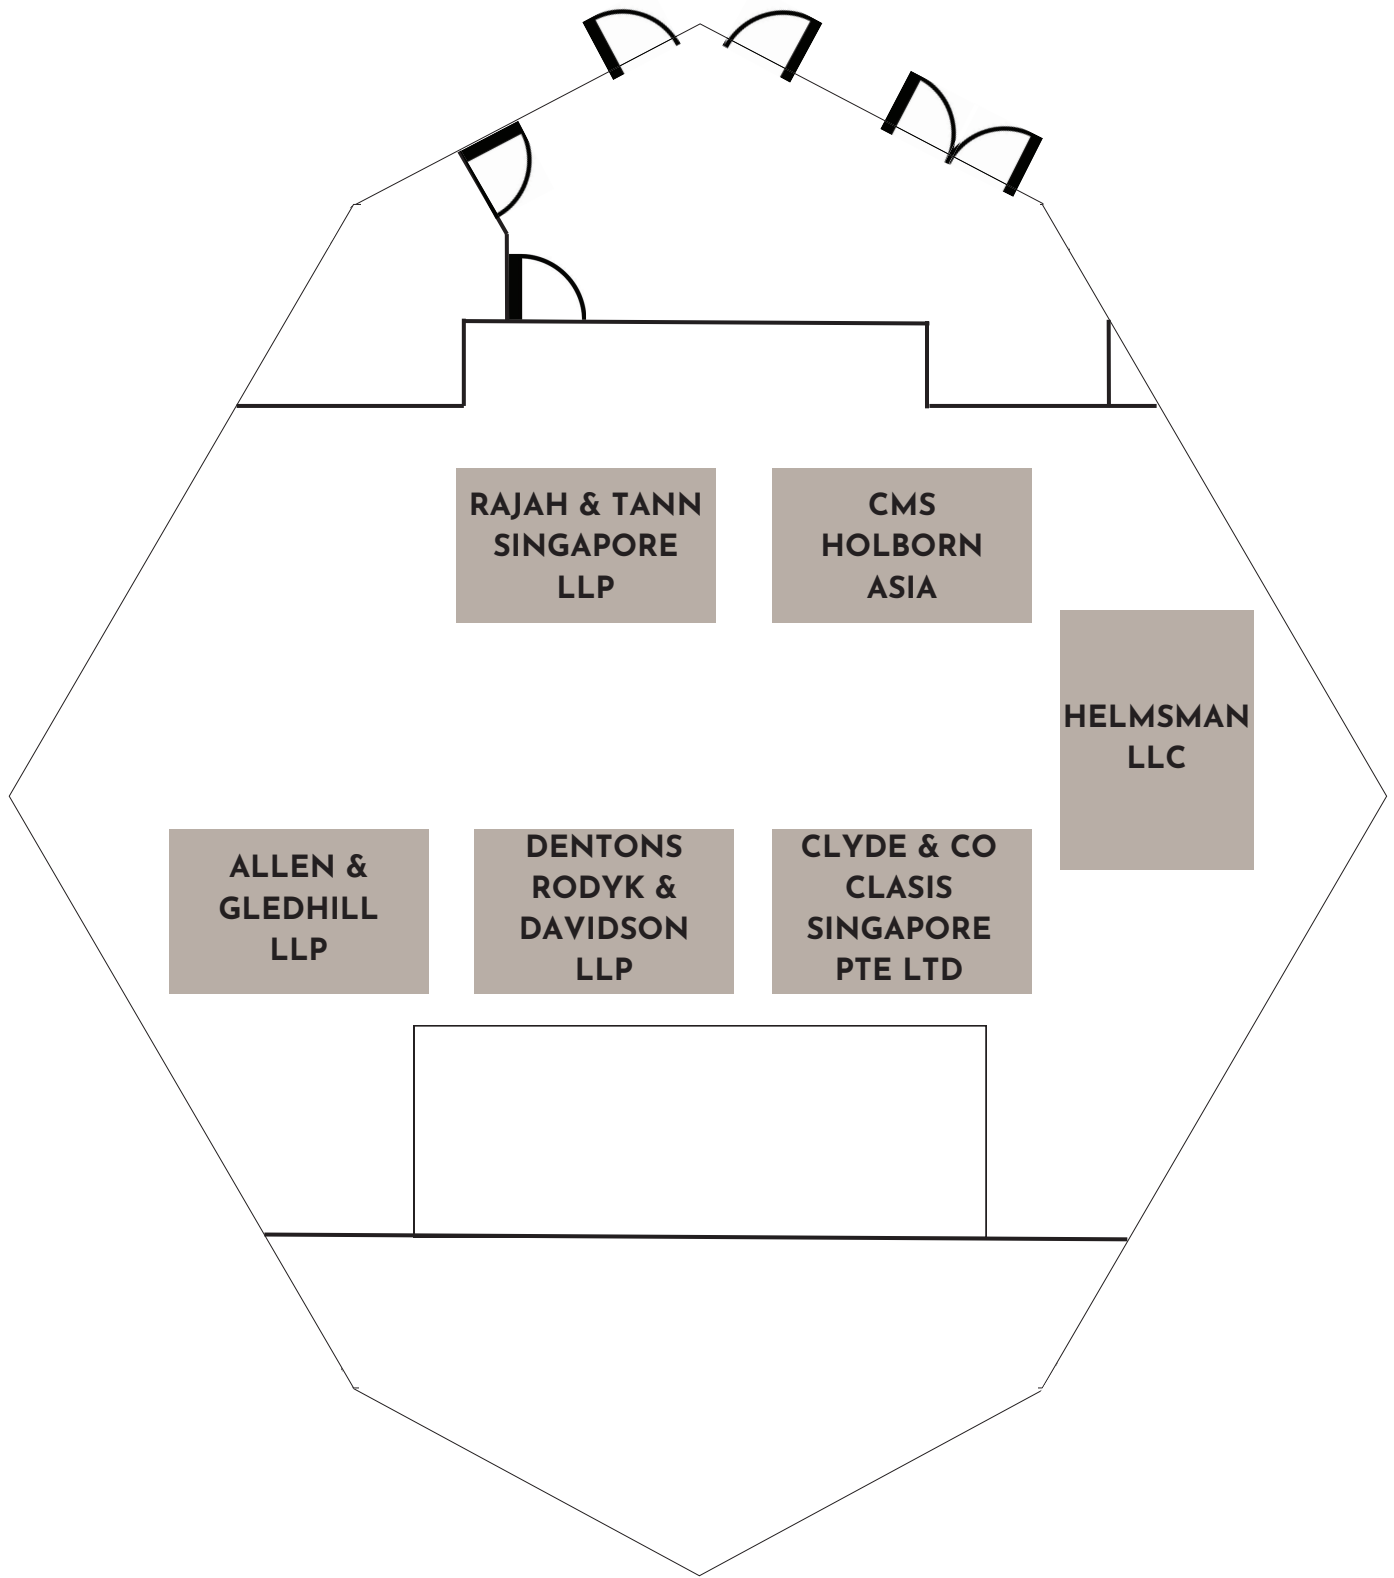 RAJAH & TANN
SINGAPORE
LLP
CMS
HOLBORN
ASIA
HELMSMAN
LLC
ALLEN &
GLEDHILL
LLP
DENTONS
RODYK &
DAVIDSON
LLP
CLYDE & CO
CLASIS
SINGAPORE
PTE LTD